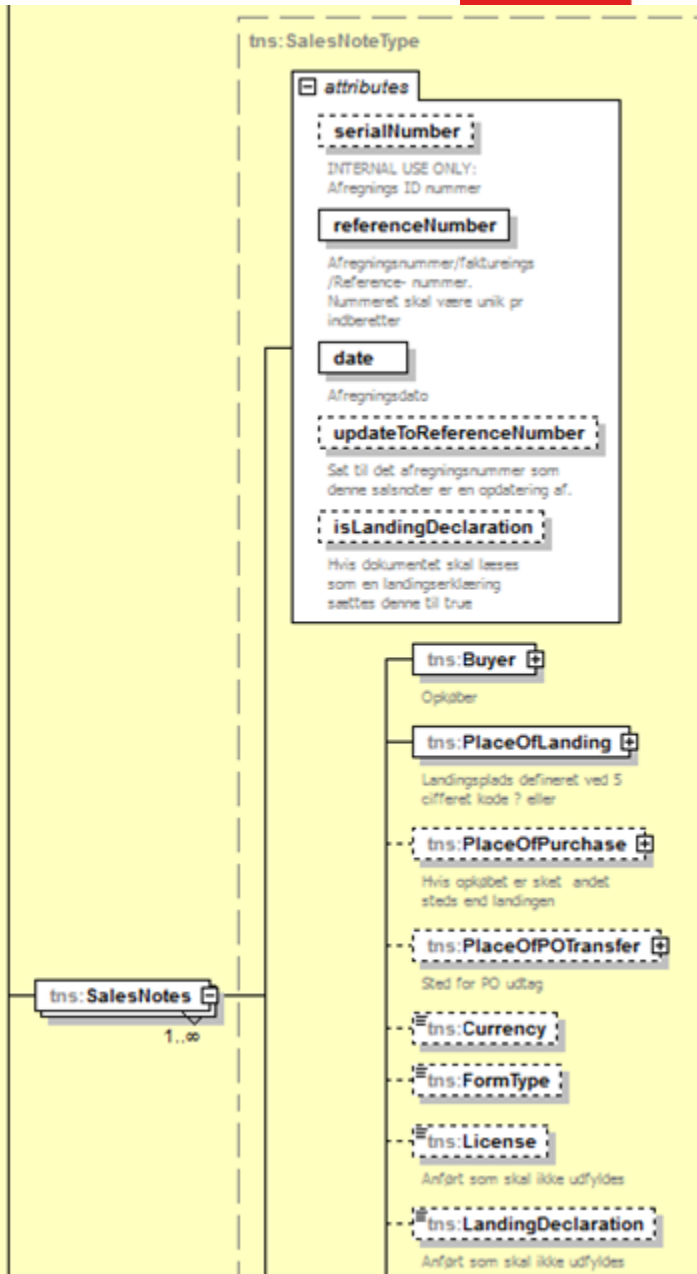 tns:SalesNoteType
attributes
serialNumber
INTERNAL USE ONLY:
Afregnings ID nummer
referenceNumber
Afregningsnummer/faktureings
/Reference- nummer.
Nummeret skal være unik pr
indberetter
date
Afregningsdato
updateToReferenceNumber
Sat til det afregningsnummer som
denne salsnoter er en opdatering af.
isLandingDeclaration
Hvis dokumentet skal læses
som en landingserklæring
sættes denne til true
tns:Buyer
Opkøber
tns:PlaceOfLanding
Landingsplads defineret ved 5
cifferet kode ? eller
tns:PlaceOfPurchase
Hvis opkøbet er sket andet
steds end landingen
tns:PlaceOfPOTransfer
Sted for PO udtag
tns:SalesNotes
1..∞
tns:Currency
tns:FormType
tns:License
Anført som skal ikke udfyldes
tns:LandingDeclaration
Anført som skal ikke udfyldes